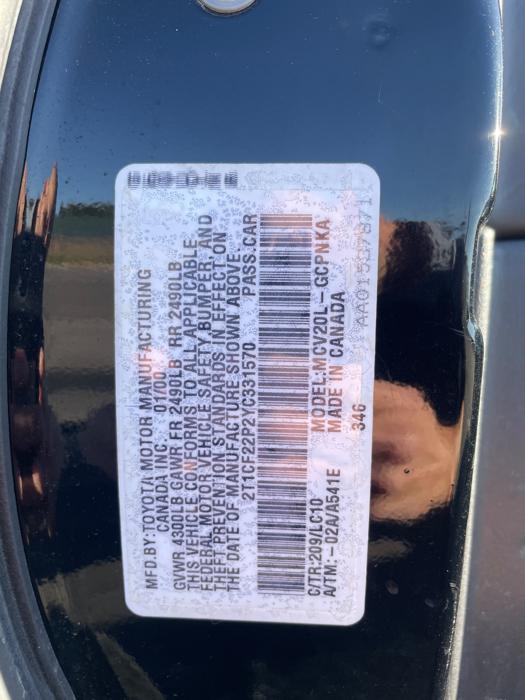 MFD.BY: TOYOTA MOTOR MANUFACTURING
CANADA INC. 01/00
GVWR 4300LB GAWR FR 2490LB RR 2490LB
THIS VEHICLE CONFORMS TO ALL APPLICABLE
FEDERAL MOTOR VEHICLE SAFETY BUMPER, AND
THEFT PREVENTION STANDARDS IN EFFECT ON
THE DATE OF MANUFACTURE SHOWN ABOVE.
2T1CF22P2YC331570 PASS.CAR
C/TR:209/LC10 MODEL:MCV20L-GCPNKA
A/TM:-02A/A541E MADE IN CANADA
346